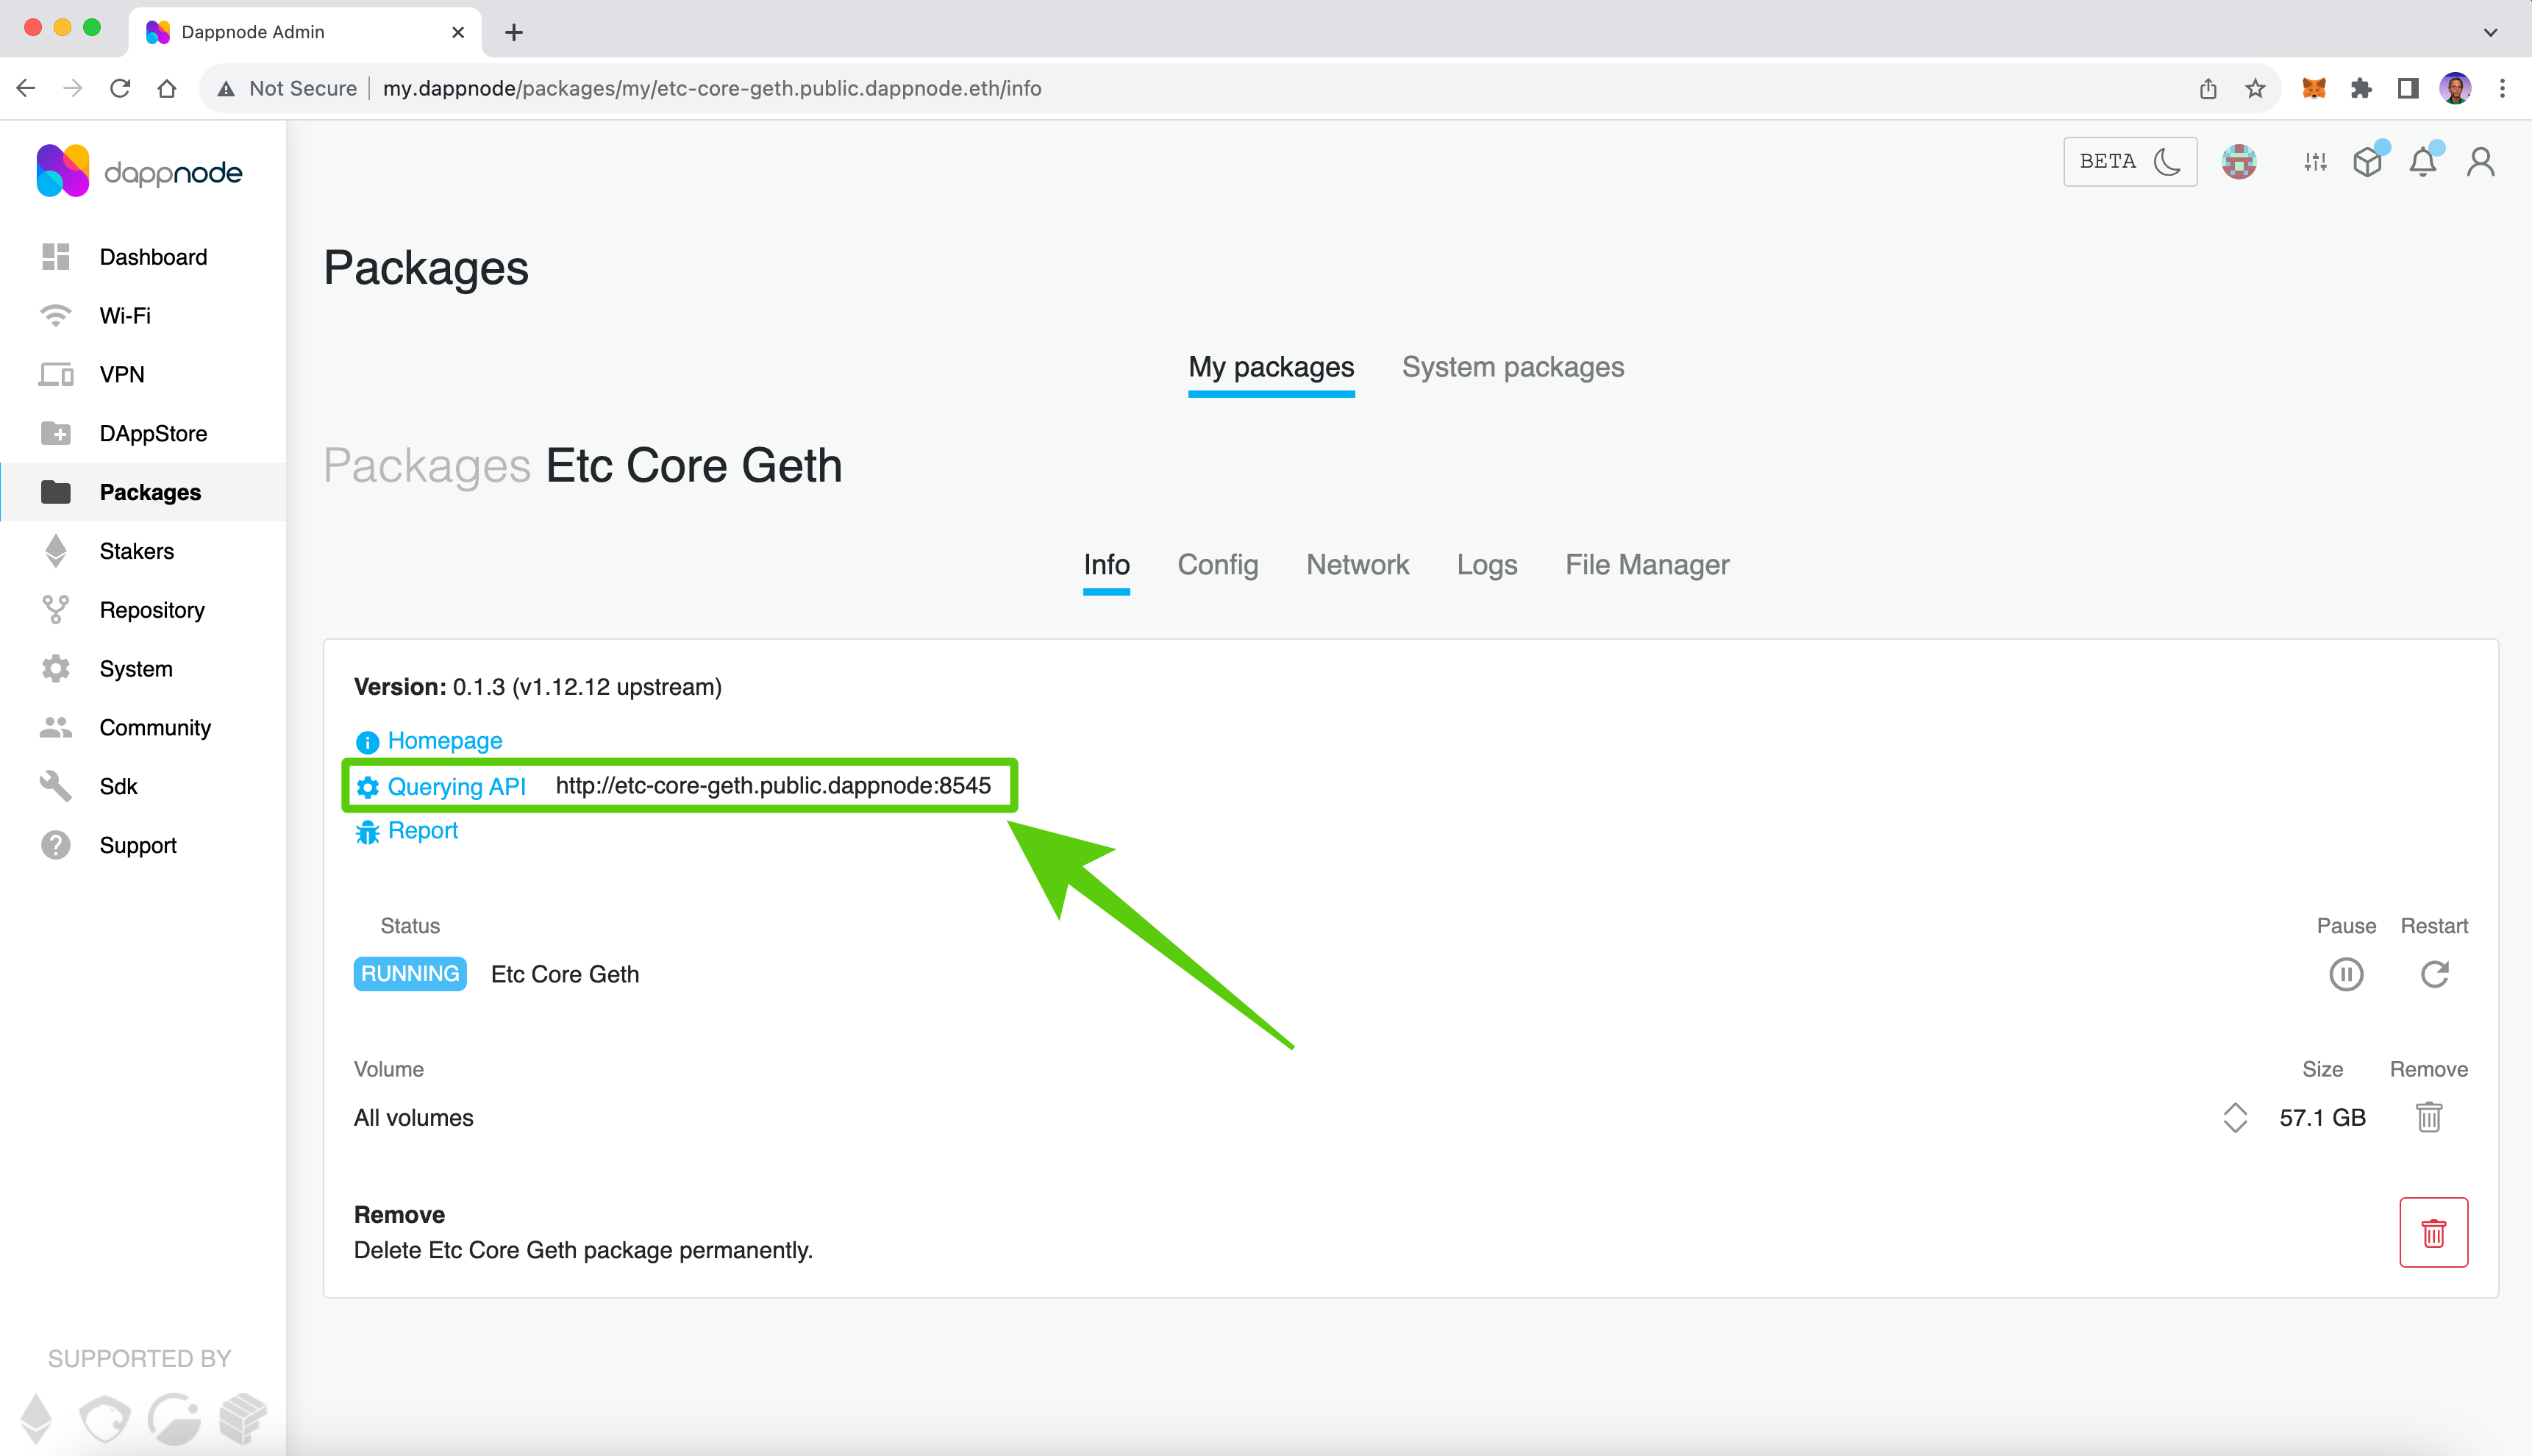 Dappnode Admin
Not Secure my.dappnode/packages/my/etc-core-geth.public.dappnode.eth/info
dappnode
BETA
Dashboard
Wi-Fi
VPN
DAppStore
Packages
Stakers
Repository
System
Community
Sdk
Support
SUPPORTED BY
Packages
My packages System packages
Packages Etc Core Geth
Info Config Network Logs File Manager
Version: 0.1.3 (v1.12.12 upstream)
Homepage
Querying API http://etc-core-geth.public.dappnode:8545
Report
Status Pause Restart
RUNNING Etc Core Geth
Volume Size Remove
All volumes 57.1 GB
Remove
Delete Etc Core Geth package permanently.